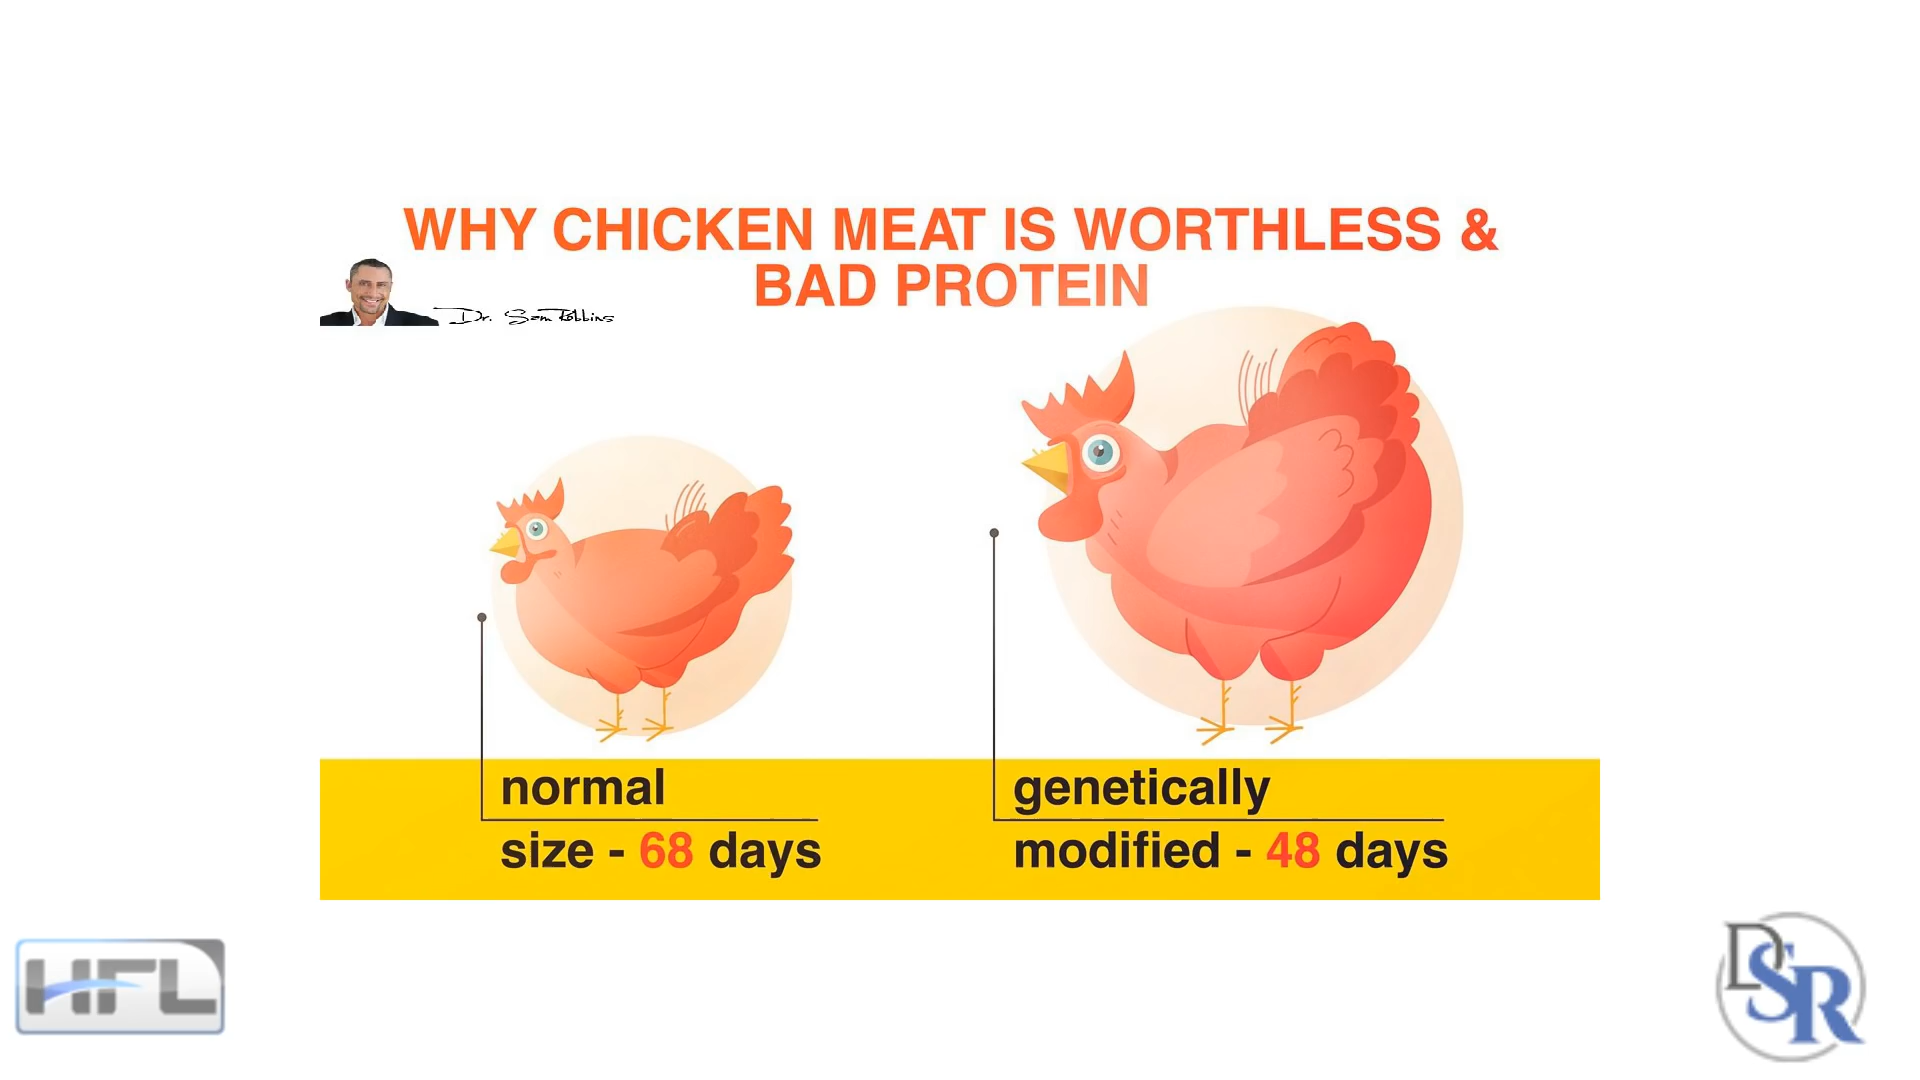 WHY CHICKEN MEAT IS WORTHLESS &
BAD PROTEIN
Dr. Sam Robbins
normal
size - 68 days
genetically
modified - 48 days
HFL
DSR